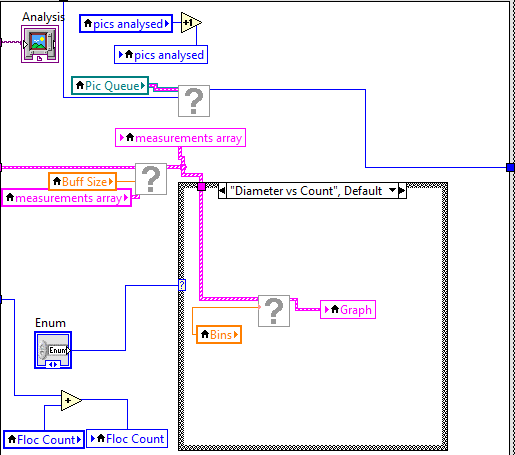 Analysis
pics analysed
+1
pics analysed
Pic Queue
?
measurements array
Buff Size
?
measurements array
"Diameter vs Count", Default
?
?
Graph
Bins
Enum
Enum
+
Floc Count
Floc Count